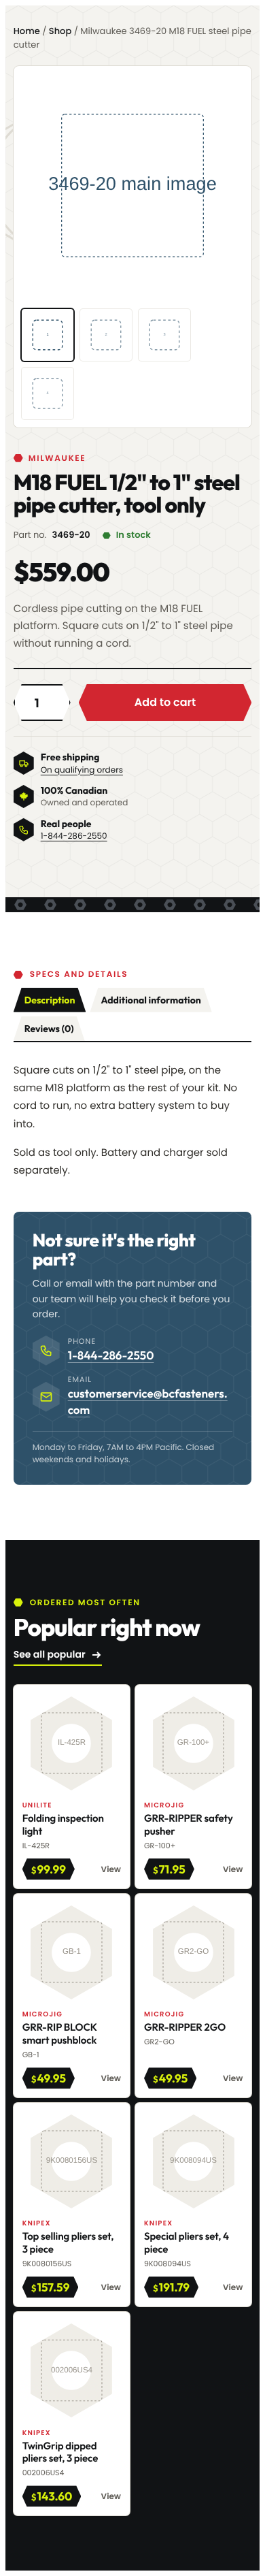 Home / Shop / Milwaukee 3469-20 M18 FUEL steel pipe
cutter
3469-20 main image
MILWAUKEE
M18 FUEL 1/2" to 1" steel
pipe cutter, tool only
Part no. 3469-20 In stock
$559.00
Cordless pipe cutting on the M18 FUEL
platform. Square cuts on 1/2" to 1" steel pipe
without running a cord.
1 Add to cart
Free shipping
On qualifying orders
100% Canadian
Owned and operated
Real people
1-844-286-2550
SPECS AND DETAILS
Description Additional information
Reviews (0)
Square cuts on 1/2" to 1" steel pipe, on the
same M18 platform as the rest of your kit. No
cord to run, no extra battery system to buy
into.
Sold as tool only. Battery and charger sold
separately.
Not sure it's the right
part?
Call or email with the part number and
our team will help you check it before you
order.
PHONE
1-844-286-2550
EMAIL
customerservice@bcfasteners.
com
Monday to Friday, 7AM to 4PM Pacific. Closed
weekends and holidays.
ORDERED MOST OFTEN
Popular right now
See all popular →
IL-425R
UNILITE
Folding inspection
light
IL-425R
$99.99 View
GR-100+
MICROJIG
GRR-RIPPER safety
pusher
GR-100+
$71.95 View
GB-1
MICROJIG
GRR-RIP BLOCK
smart pushblock
GB-1
$49.95 View
GR2-GO
MICROJIG
GRR-RIPPER 2GO
GR2-GO
$49.95 View
9K0080156US
KNIPEX
Top selling pliers set,
3 piece
9K0080156US
$157.59 View
9K008094US
KNIPEX
Special pliers set, 4
piece
9K008094US
$191.79 View
002006US4
KNIPEX
TwinGrip dipped
pliers set, 3 piece
002006US4
$143.60 View